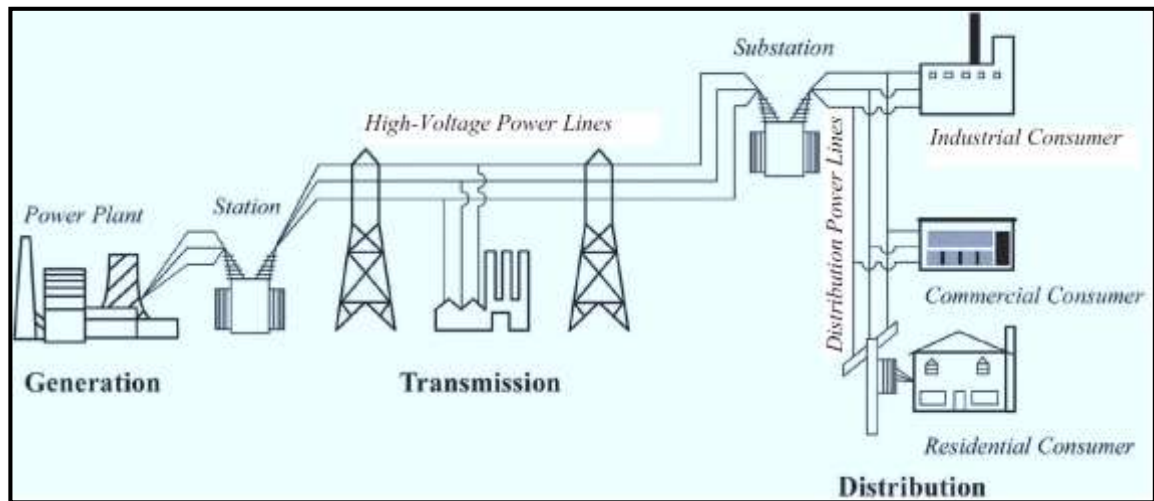 Substation
High-Voltage Power Lines
Industrial Consumer
Station
Power Plant
Distribution Power Lines
Commercial Consumer
Generation
Transmission
Residential Consumer
Distribution